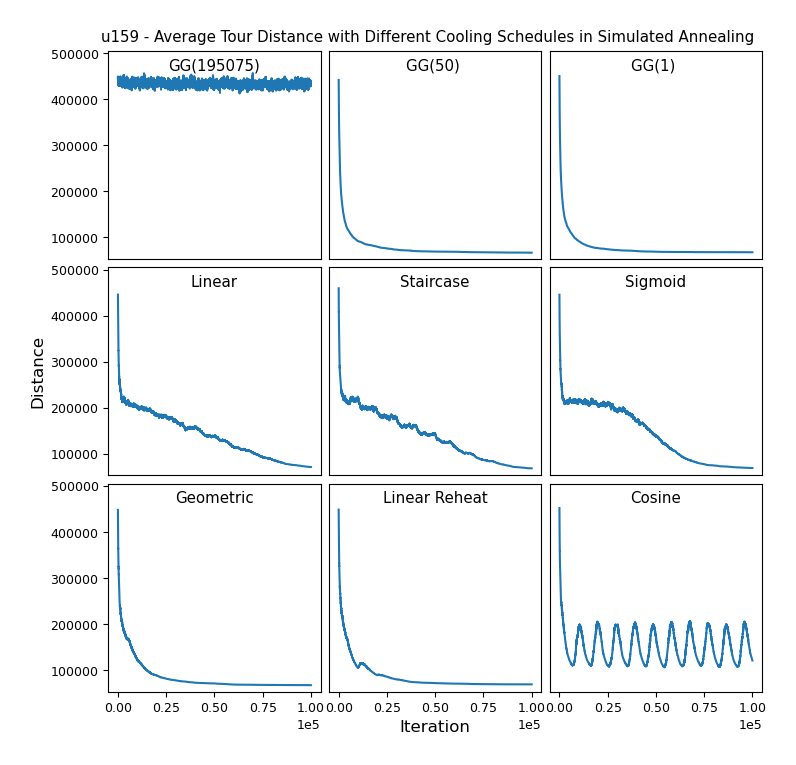 u159 - Average Tour Distance with Different Cooling Schedules in Simulated Annealing
500000
400000
300000
200000
100000
GG(195075)
GG(50)
GG(1)
500000
400000
300000
200000
100000
Linear
Staircase
Sigmoid
Distance
500000
400000
300000
200000
100000
Geometric
Linear Reheat
Cosine
0.00 0.25 0.50 0.75 1.00
1e5
0.00 0.25 0.50 0.75 1.00
1e5
0.00 0.25 0.50 0.75 1.00
1e5
Iteration